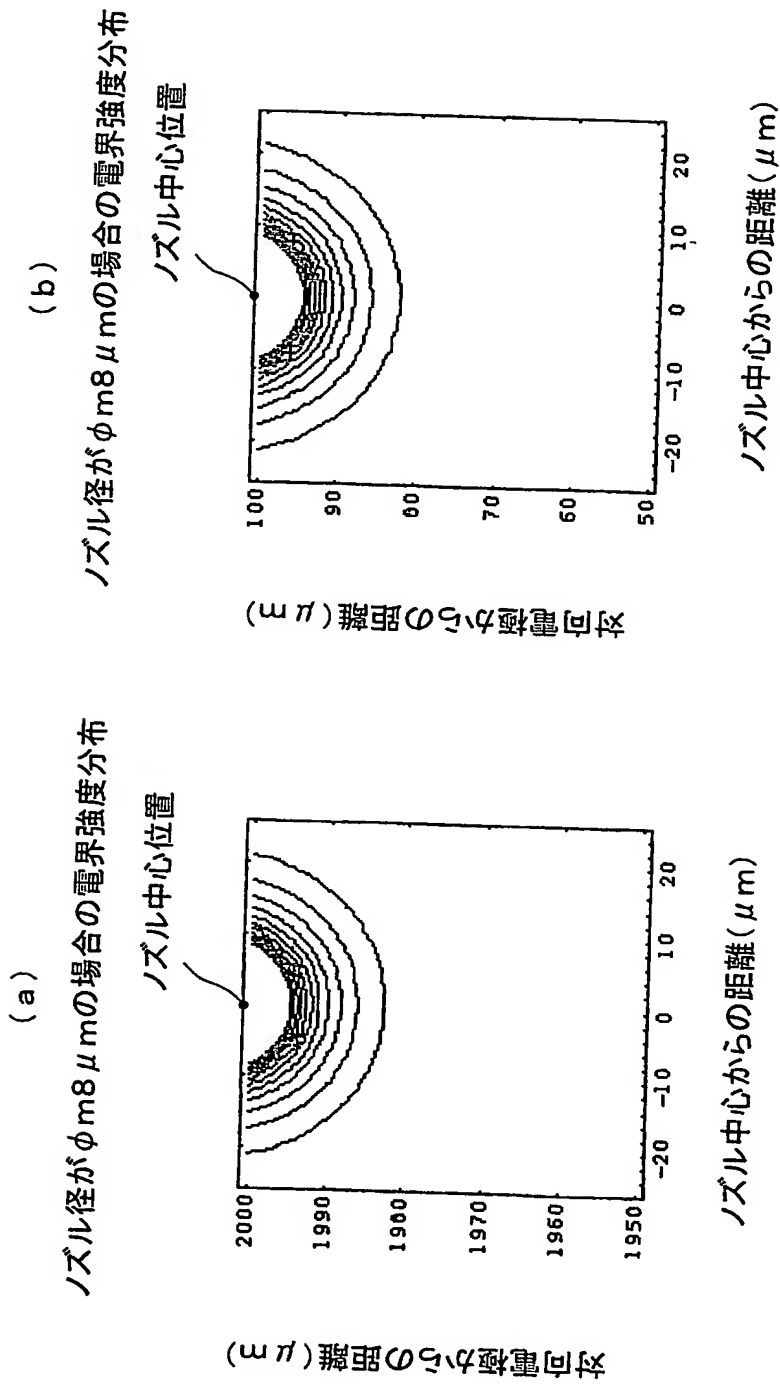 (a)
ノズル径がφm8μmの場合の電界強度分布
ノズル中心位置
対向電極からの距離(μm)
2000
1990
1980
1970
1960
1950
-20
-10
0
10
20
ノズル中心からの距離(μm)
(b)
ノズル径がφm8μmの場合の電界強度分布
ノズル中心位置
対向電極からの距離(μm)
100
90
80
70
60
50
-20
-10
0
10
20
ノズル中心からの距離(μm)